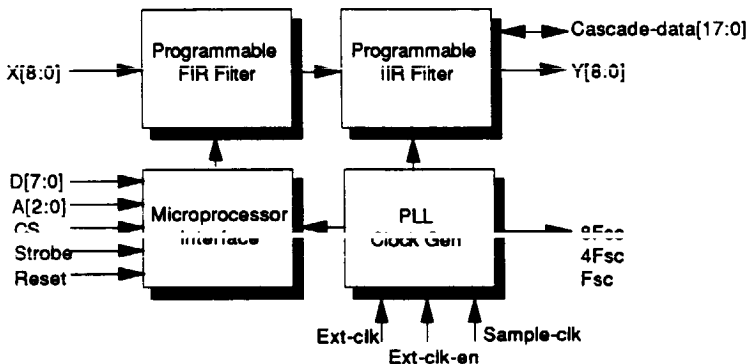 Programmable
FIR Filter
Programmable
IIR Filter
Cascade-data[17:0]
X[8:0]
Y[8:0]
D[7:0]
A[2:0]
CS
Strobe
Reset
Microprocessor
Interface
PLL
Clock Gen
8Fsc
4Fsc
Fsc
Ext-clk
Ext-clk-en
Sample-clk